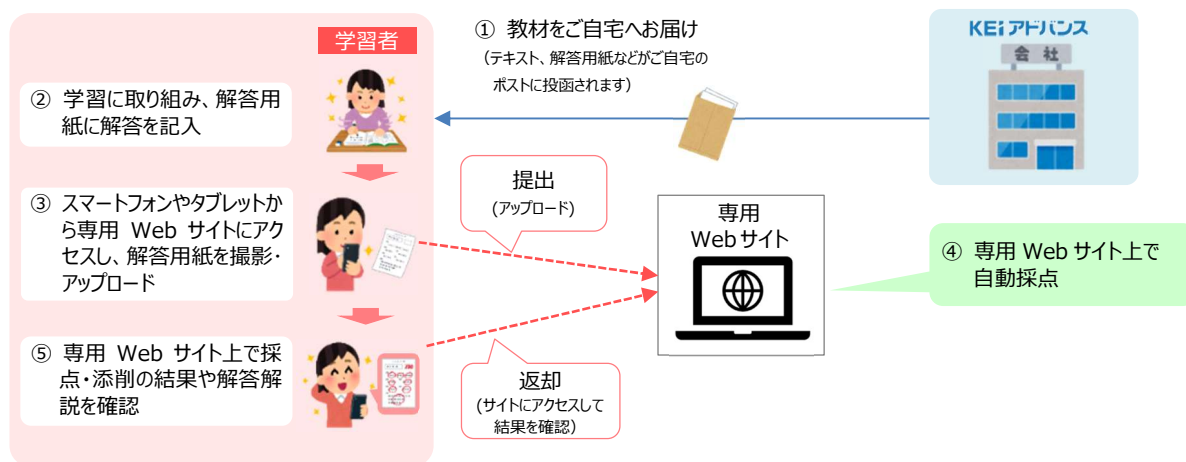 学習者
① 教材をご自宅へお届け
(テキスト、解答用紙などがご自宅の
ポストに投函されます)
KEiアドバンス
会社
② 学習に取り組み、解答用
紙に解答を記入
③ スマートフォンやタブレットか
ら専用 Web サイトにアク
セスし、解答用紙を撮影・
アップロード
提出
(アップロード)
専用
Webサイト
④ 専用 Web サイト上で
自動採点
⑤ 専用 Web サイト上で採
点・添削の結果や解答解
説を確認
返却
(サイトにアクセスして
結果を確認)